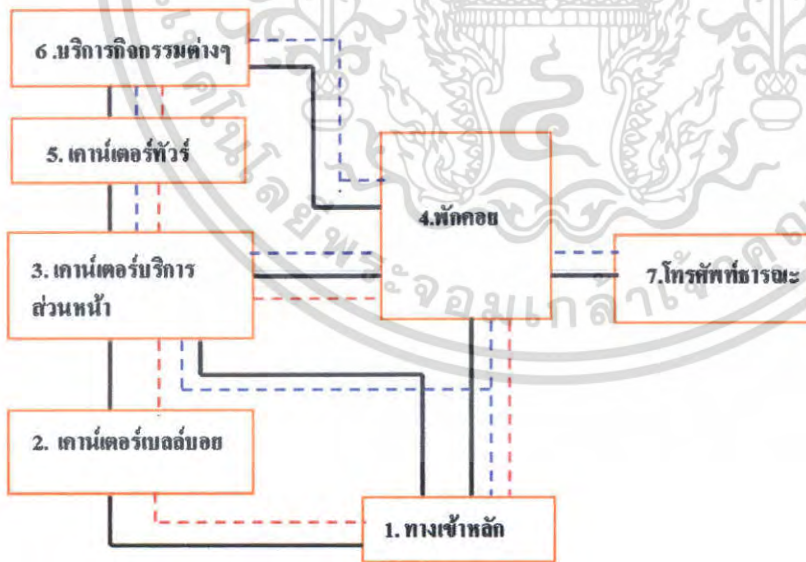 6 .บริการกิจกรรมต่างๆ
5. เคาน์เตอร์ทัวร์
4.พักคอย
3. เคาน์เตอร์บริการ
ส่วนหน้า
7.โทรศัพท์ธารณะ
2. เคาน์เตอร์เบลล์บอย
1. ทางเข้าหลัก